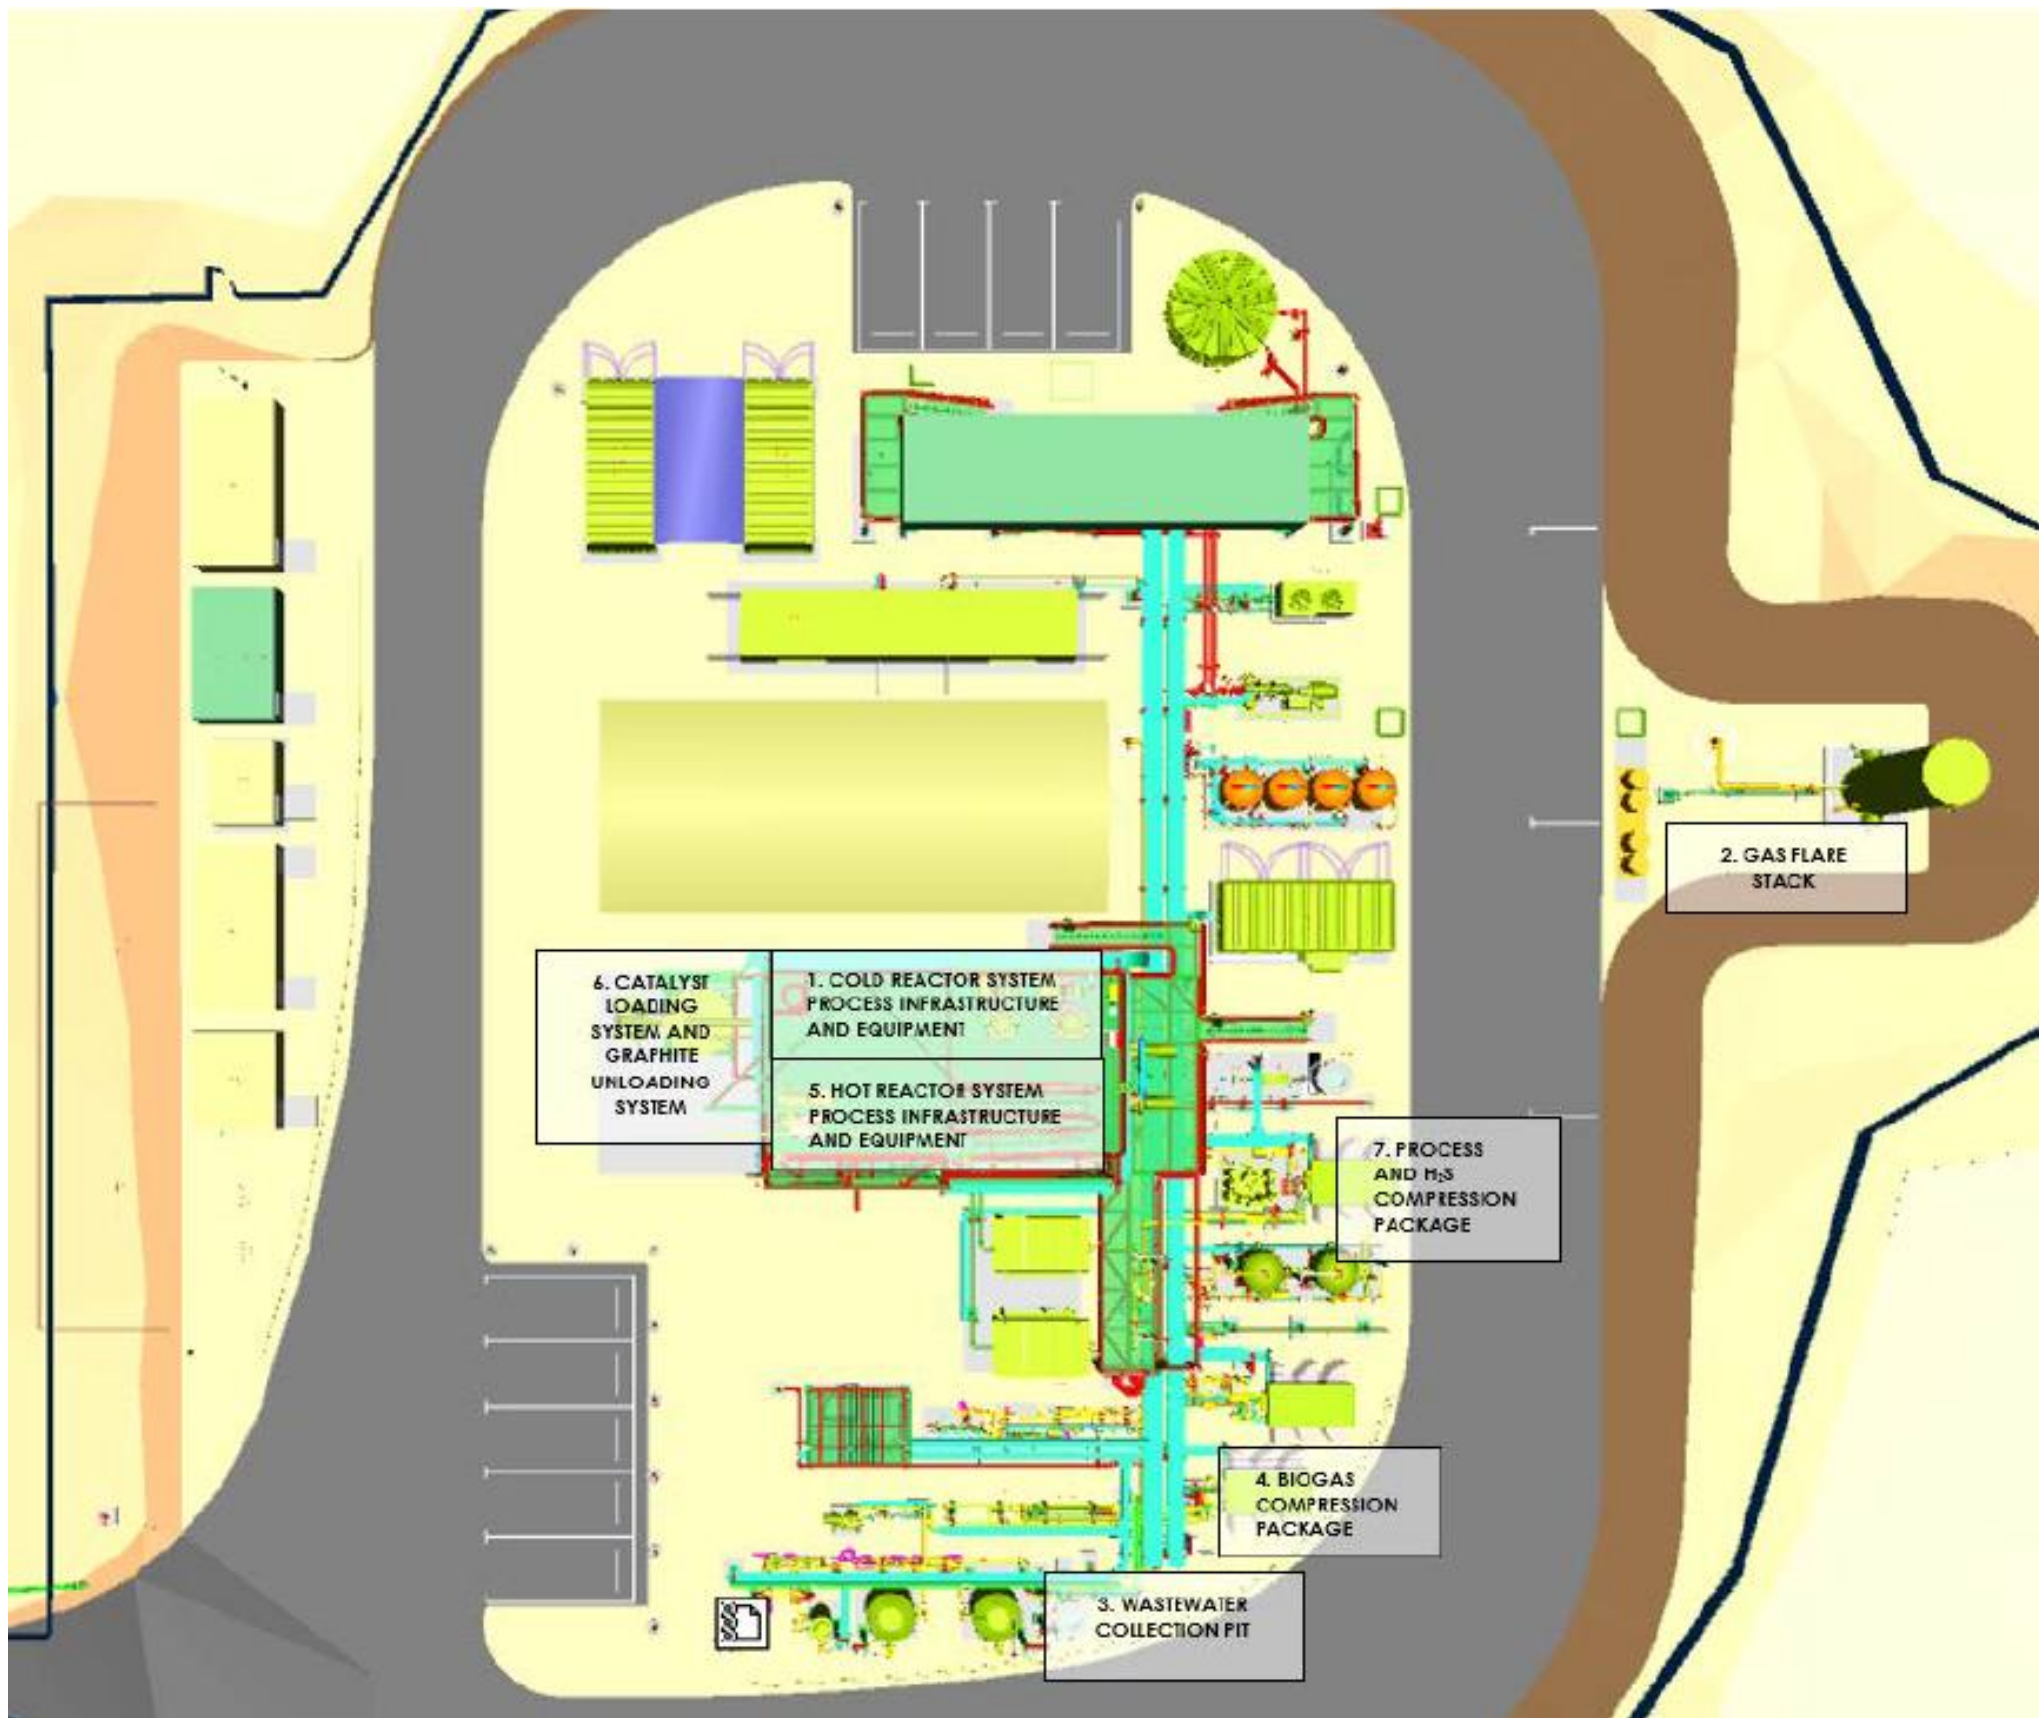 2. GAS FLARE
STACK
6. CATALYST
LOADING
SYSTEM AND
GRAPHITE
UNLOADING
SYSTEM
1. COLD REACTOR SYSTEM
PROCESS INFRASTRUCTURE
AND EQUIPMENT
5. HOT REACTOR SYSTEM
PROCESS INFRASTRUCTURE
AND EQUIPMENT
7. PROCESS
AND H₂S
COMPRESSION
PACKAGE
4. BIOGAS
COMPRESSION
PACKAGE
3. WASTEWATER
COLLECTION PIT